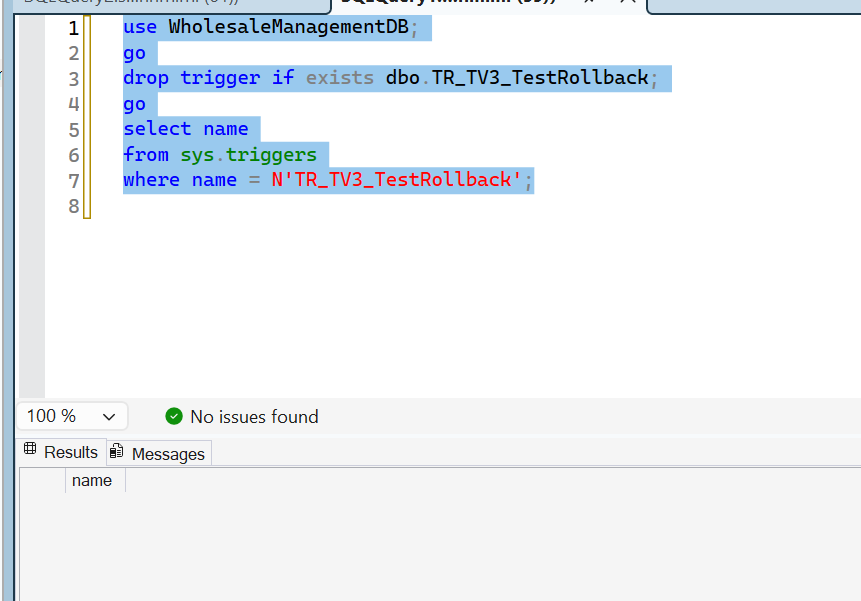 1 use WholesaleManagementDB;
2 go
3 drop trigger if exists dbo.TR_TV3_TestRollback;
4 go
5 select name
6 from sys.triggers
7 where name = N'TR_TV3_TestRollback';
8
100 % No issues found
Results Messages
name